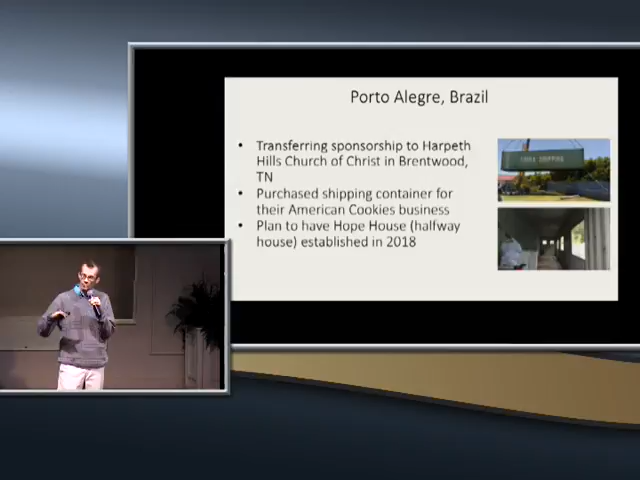 Porto Alegre, Brazil
• Transferring sponsorship to Harpeth
Hills Church of Christ in Brentwood,
TN
• Purchased shipping container for
their American Cookies business
• Plan to have Hope House (halfway
house) established in 2018
SHIPPING